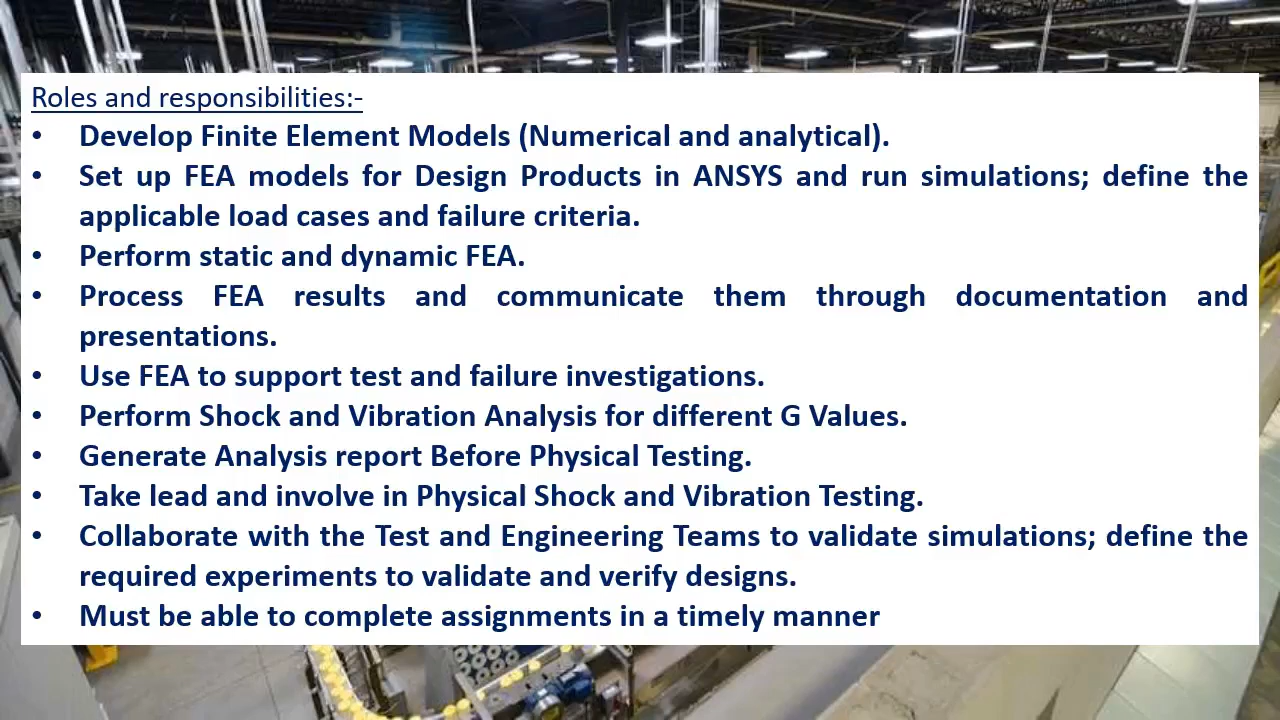 Roles and responsibilities:-
• Develop Finite Element Models (Numerical and analytical).
• Set up FEA models for Design Products in ANSYS and run simulations; define the
applicable load cases and failure criteria.
• Perform static and dynamic FEA.
• Process FEA results and communicate them through documentation and
presentations.
• Use FEA to support test and failure investigations.
• Perform Shock and Vibration Analysis for different G Values.
• Generate Analysis report Before Physical Testing.
• Take lead and involve in Physical Shock and Vibration Testing.
• Collaborate with the Test and Engineering Teams to validate simulations; define the
required experiments to validate and verify designs.
• Must be able to complete assignments in a timely manner